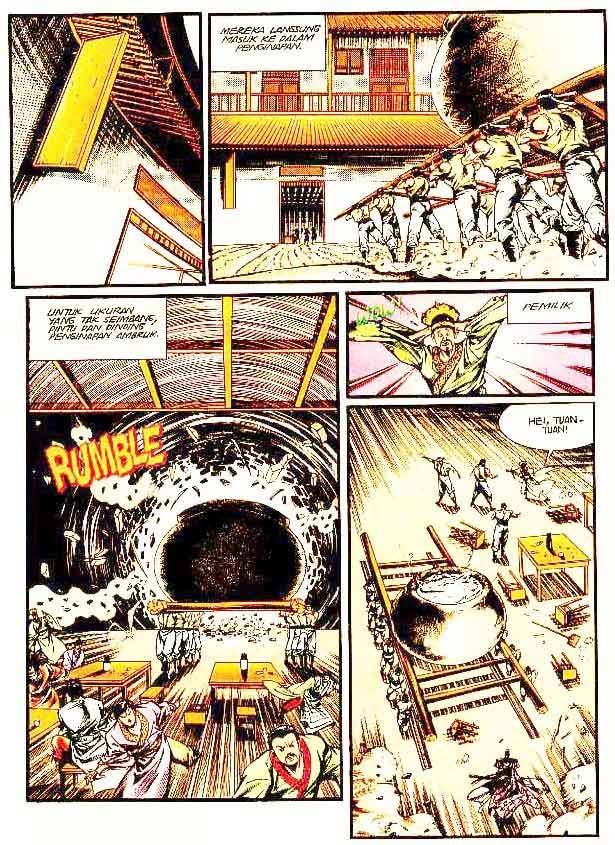 MEREKA LANGSUNG
MASUK KE DALAM
PENGINAPAN.
UNTUK UKURAN
YANG TAK SEIMBANG,
PINTU DAN DINDING
PENGINAPAN AMBRUK.
RUMBLE
WOW
PEMILIK
HEI, TUAN-
TUAN!